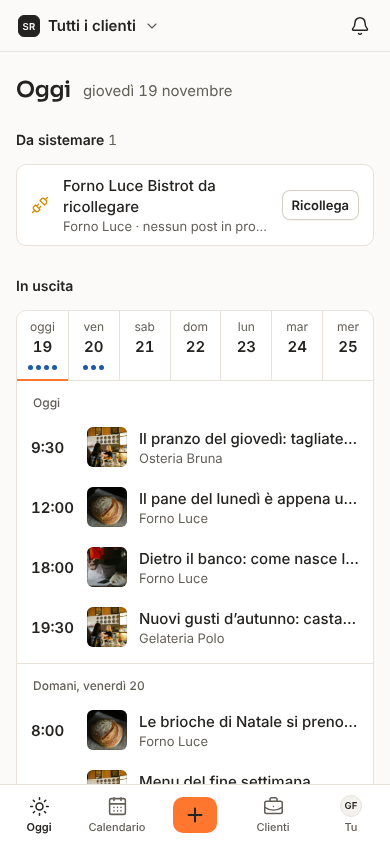 SR Tutti i clienti
Oggi giovedì 19 novembre
Da sistemare 1
Forno Luce Bistrot da
ricollegare
Forno Luce · nessun post in pro...
Ricollega
In uscita
oggi ven sab dom lun mar mer
19 20 21 22 23 24 25
Oggi
9:30 Il pranzo del giovedì: tagliate...
Osteria Bruna
12:00 Il pane del lunedì è appena u...
Forno Luce
18:00 Dietro il banco: come nasce l...
Forno Luce
19:30 Nuovi gusti d’autunno: casta...
Gelateria Polo
Domani, venerdì 20
8:00 Le brioche di Natale si preno...
Forno Luce
Menu del fine settimana
GF
Oggi Calendario Clienti Tu